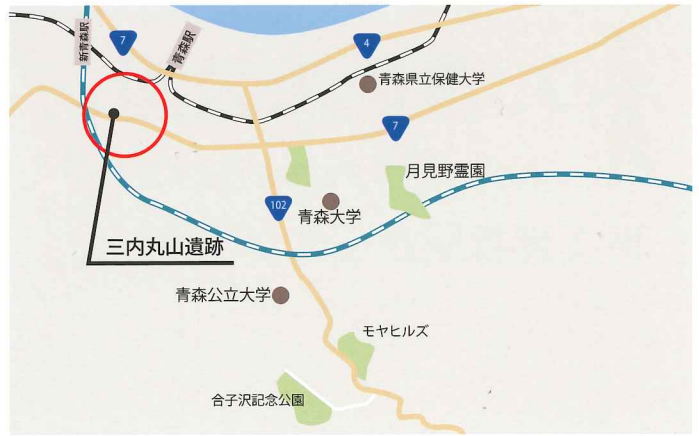 新青森駅
7
青森駅
4
青森県立保健大学
7
月見野霊園
102
青森大学
三内丸山遺跡
青森公立大学
モヤヒルズ
合子沢記念公園